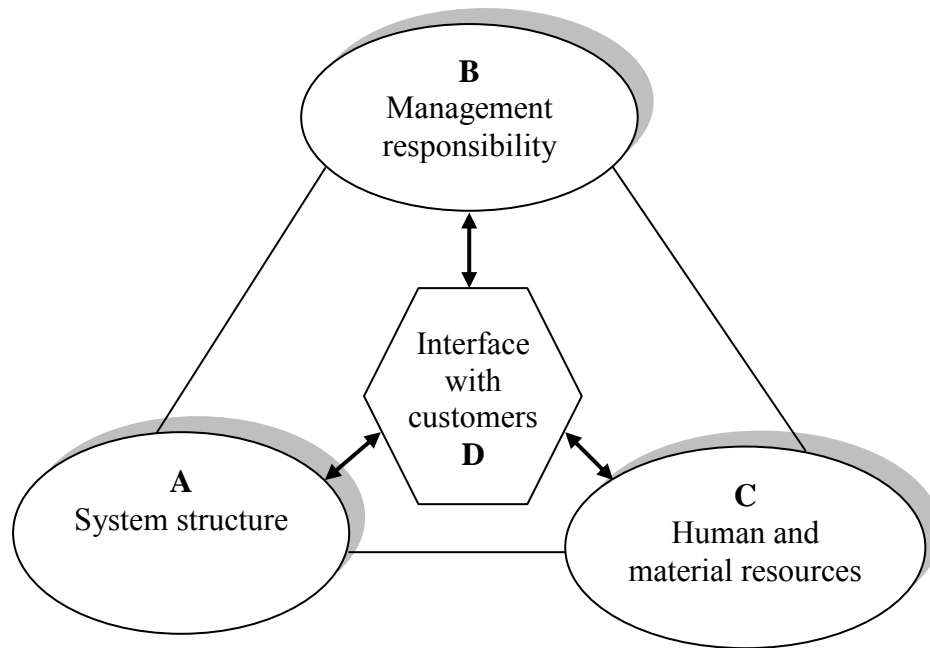 B
Management
responsibility
Interface
with
customers
D
A
System structure
C
Human and
material resources